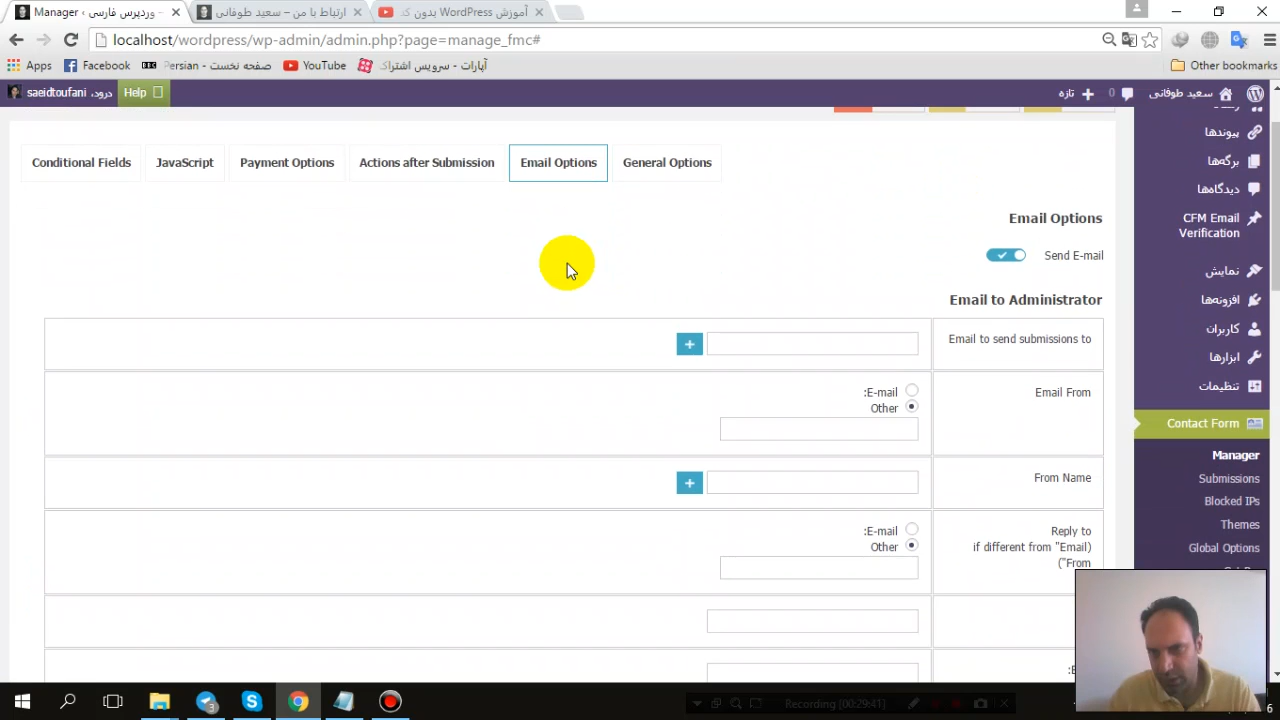 Manager ‹ وردپرس فارسی
ارتباط با من – سعید طوفانی
آموزش WordPress بدون کد
localhost/wordpress/wp-admin/admin.php?page=manage_fmc#
Apps
Facebook
صفحه نخست - Persian
YouTube
آپارات - سرویس اشتراک
Other bookmarks
درود، saeidtoufani
Help
تازه
0
سعید طوفانی
پیوندها
برگه‌ها
دیدگاه‌ها
CFM Email
Verification
نمایش
افزونه‌ها
کاربران
ابزارها
تنظیمات
Contact Form
Manager
Submissions
Blocked IPs
Themes
Global Options
Conditional Fields
JavaScript
Payment Options
Actions after Submission
Email Options
General Options
Email Options
Send E-mail
Email to Administrator
Email to send submissions to
Email From
:E-mail
Other
From Name
Reply to
if different from "Email)
("From
:E-mail
Other
Recording [00:29:41]